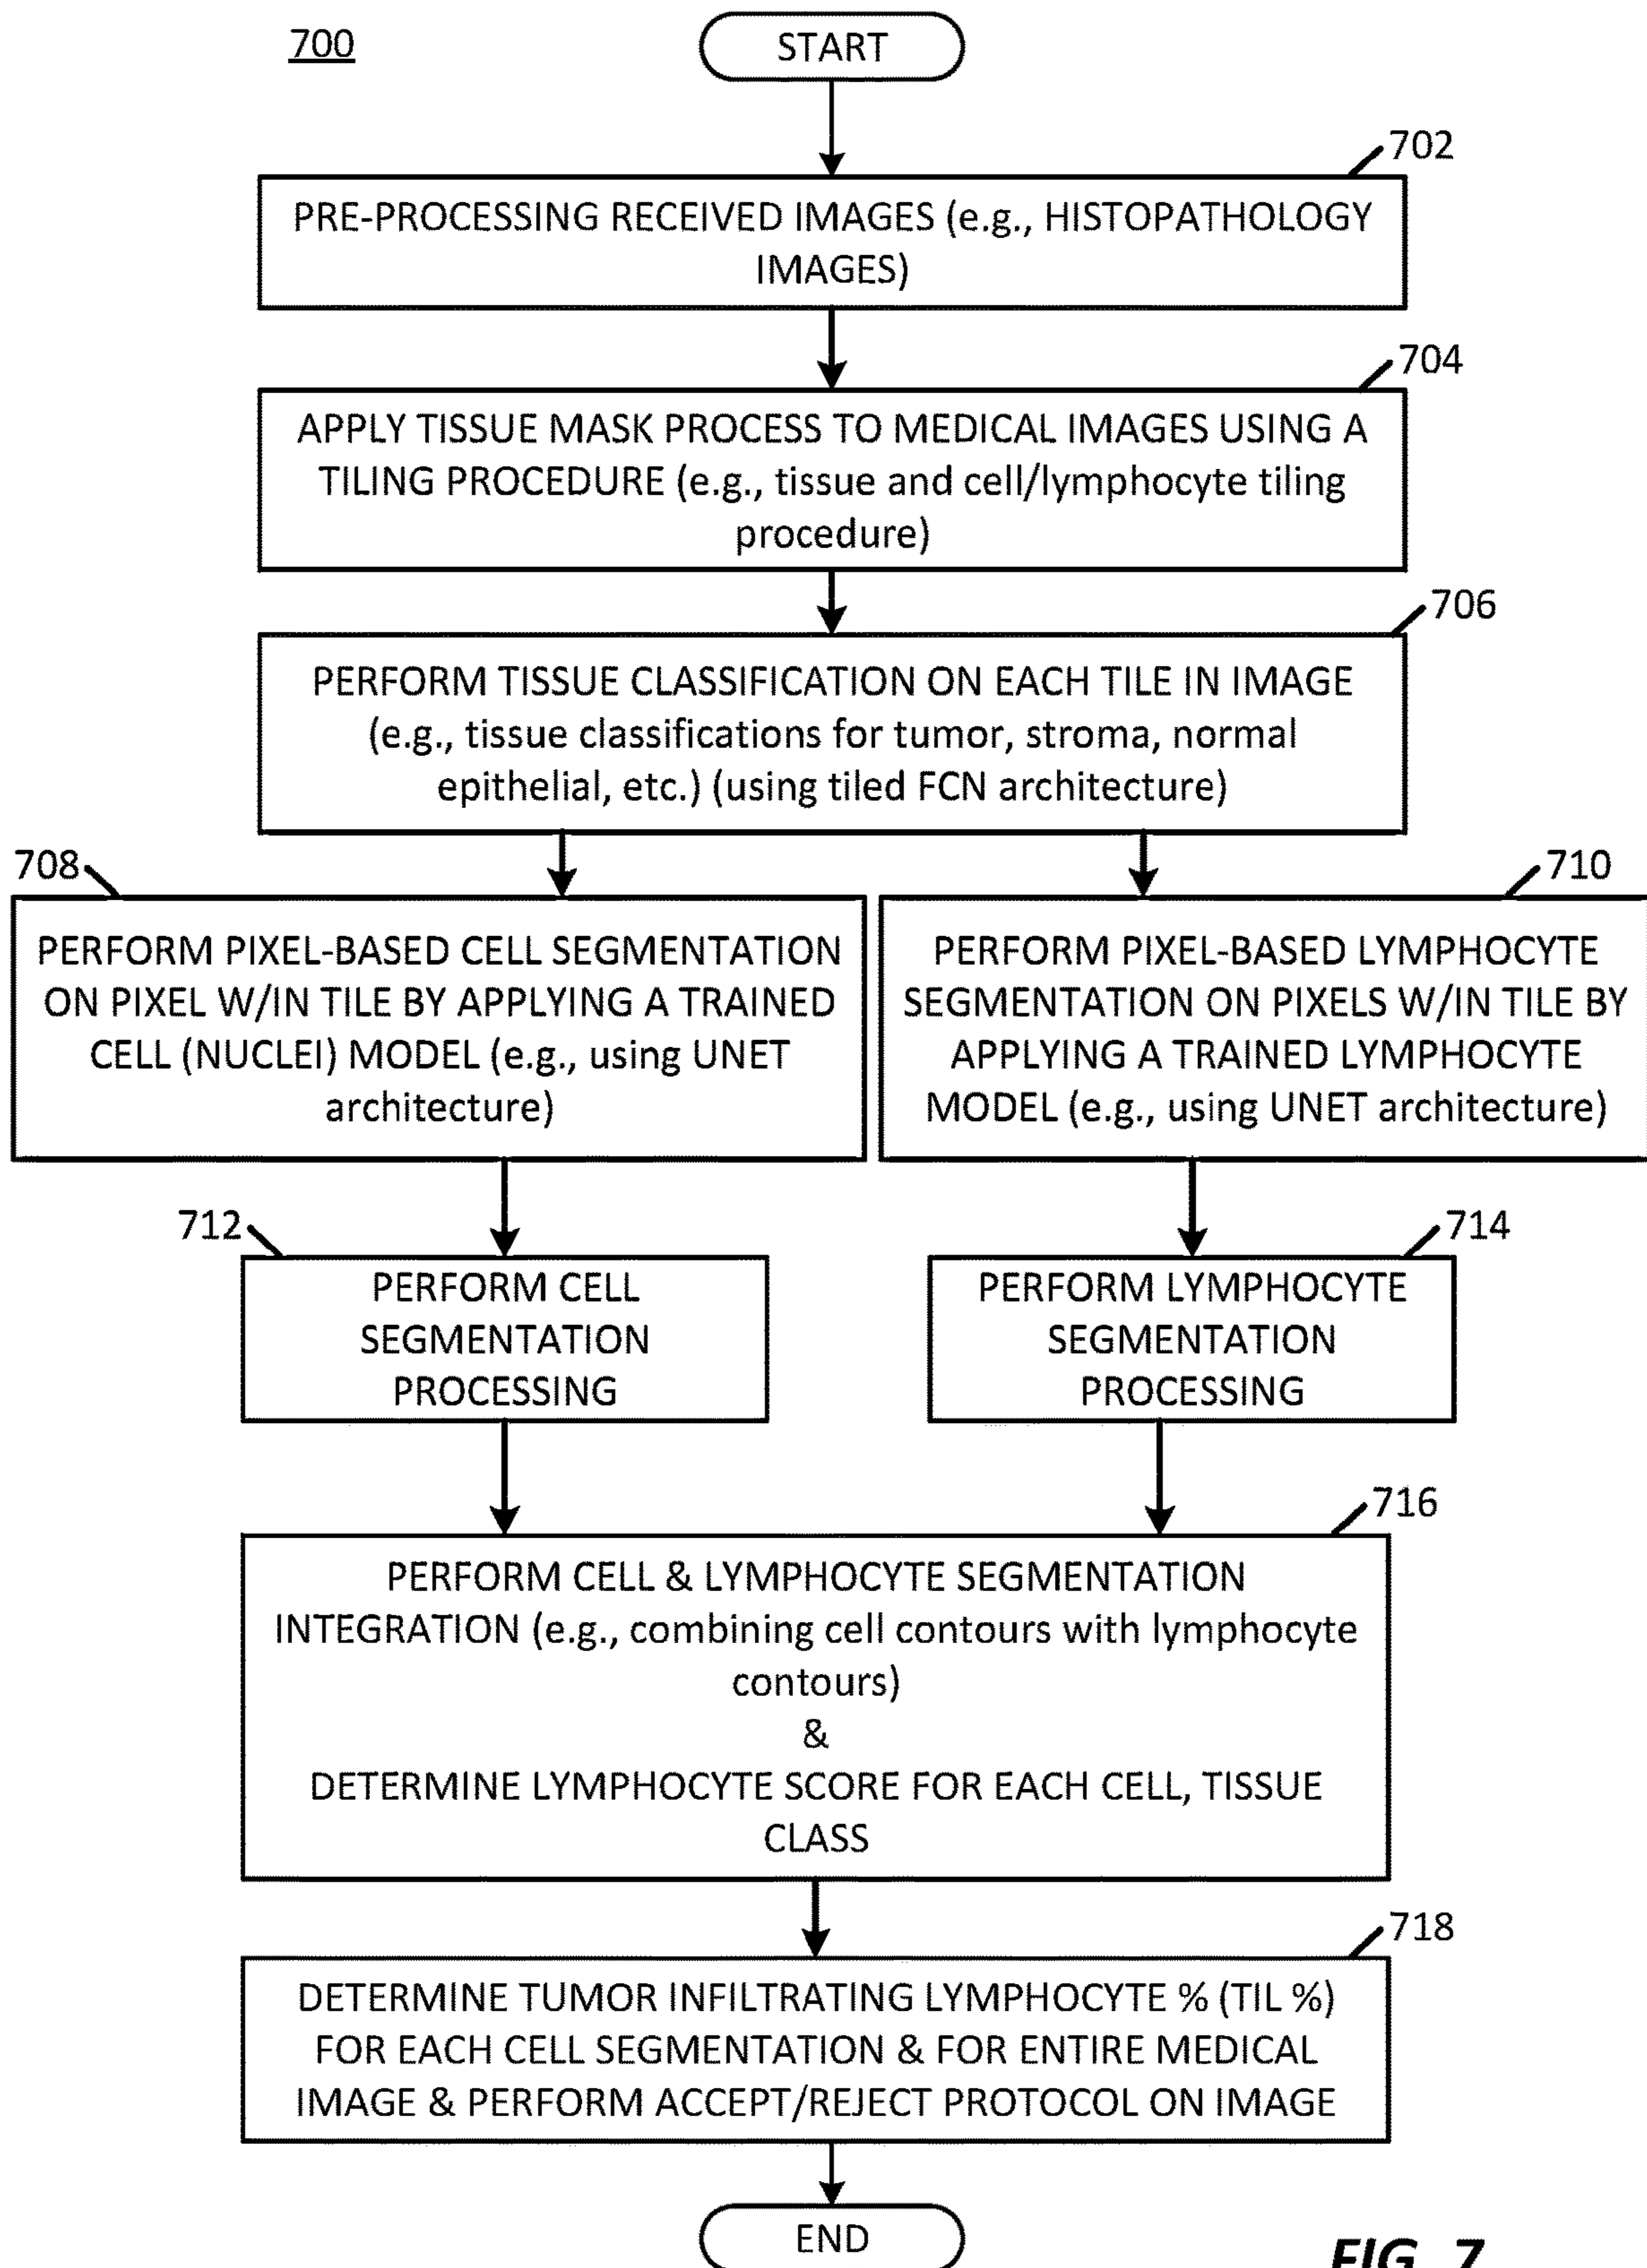 700
START
702
PRE-PROCESSING RECEIVED IMAGES (e.g., HISTOPATHOLOGY
IMAGES)
704
APPLY TISSUE MASK PROCESS TO MEDICAL IMAGES USING A
TILING PROCEDURE (e.g., tissue and cell/lymphocyte tiling
procedure)
706
PERFORM TISSUE CLASSIFICATION ON EACH TILE IN IMAGE
(e.g., tissue classifications for tumor, stroma, normal
epithelial, etc.) (using tiled FCN architecture)
708
PERFORM PIXEL-BASED CELL SEGMENTATION
ON PIXEL W/IN TILE BY APPLYING A TRAINED
CELL (NUCLEI) MODEL (e.g., using UNET
architecture)
710
PERFORM PIXEL-BASED LYMPHOCYTE
SEGMENTATION ON PIXELS W/IN TILE BY
APPLYING A TRAINED LYMPHOCYTE
MODEL (e.g., using UNET architecture)
712
PERFORM CELL
SEGMENTATION
PROCESSING
714
PERFORM LYMPHOCYTE
SEGMENTATION
PROCESSING
716
PERFORM CELL & LYMPHOCYTE SEGMENTATION
INTEGRATION (e.g., combining cell contours with lymphocyte
contours)
&
DETERMINE LYMPHOCYTE SCORE FOR EACH CELL, TISSUE
CLASS
718
DETERMINE TUMOR INFILTRATING LYMPHOCYTE % (TIL %)
FOR EACH CELL SEGMENTATION & FOR ENTIRE MEDICAL
IMAGE & PERFORM ACCEPT/REJECT PROTOCOL ON IMAGE
END
FIG. 7